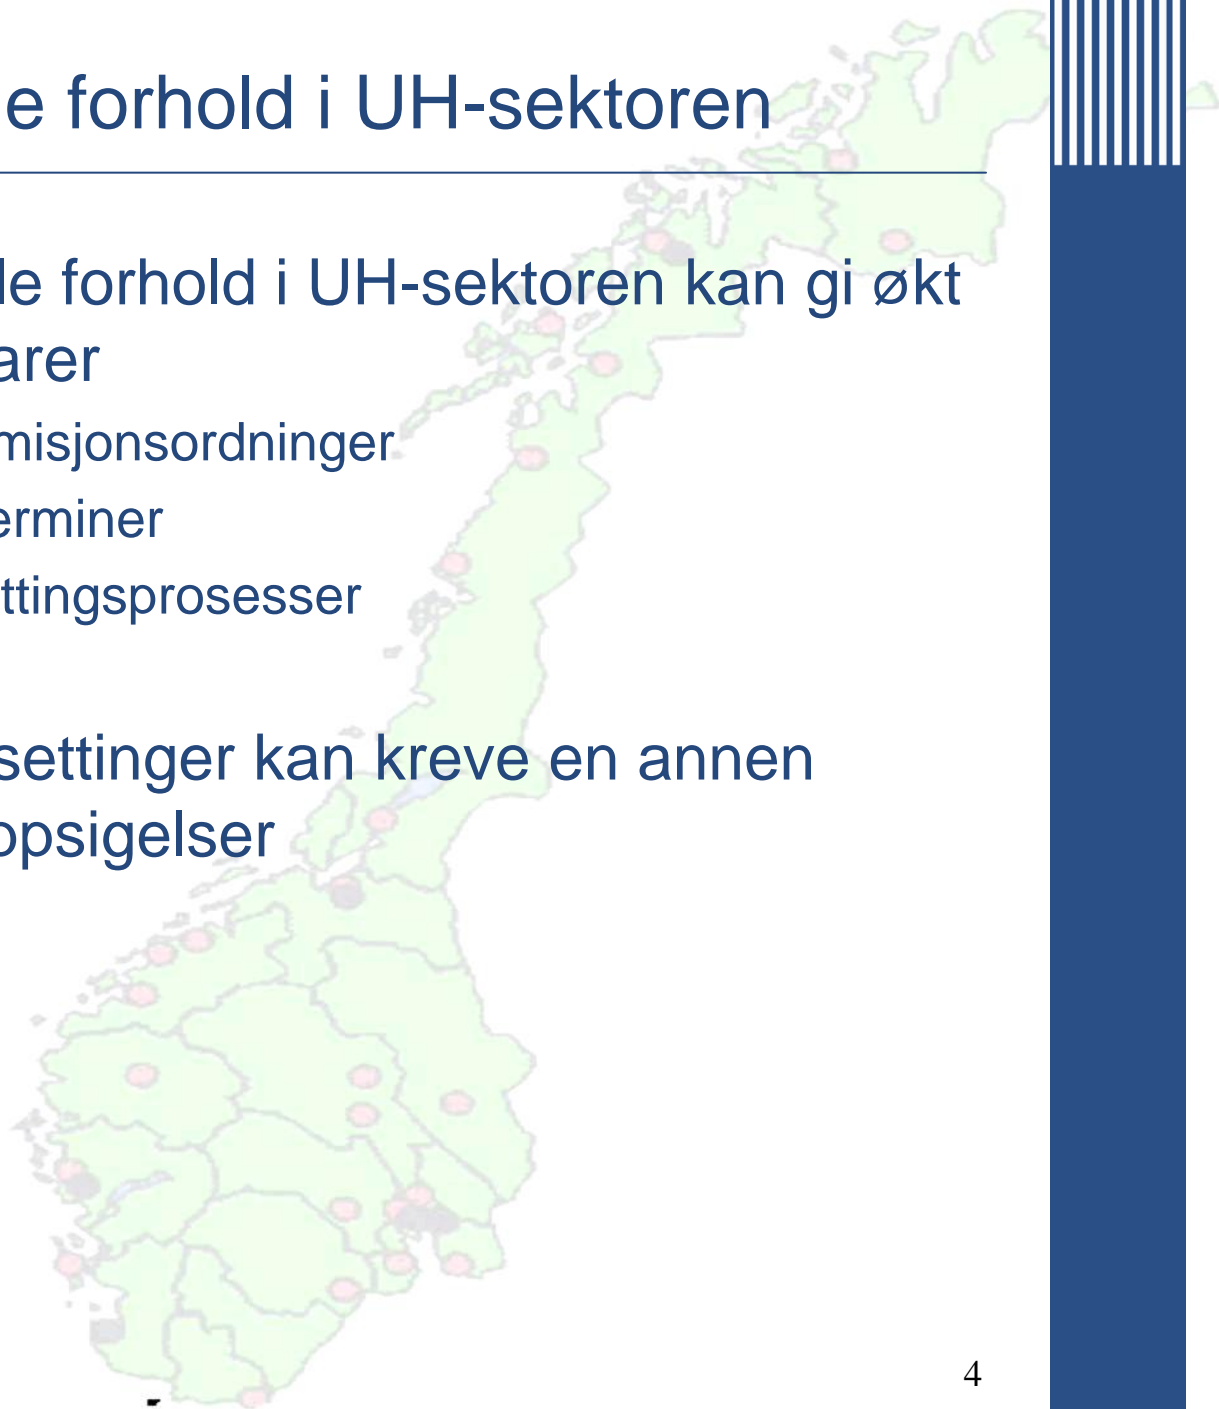 e forhold i UH-sektoren
le forhold i UH-sektoren kan gi økt
arer
misjonsordninger
erminer
ttingsprosesser
settinger kan kreve en annen
opsigelser
4